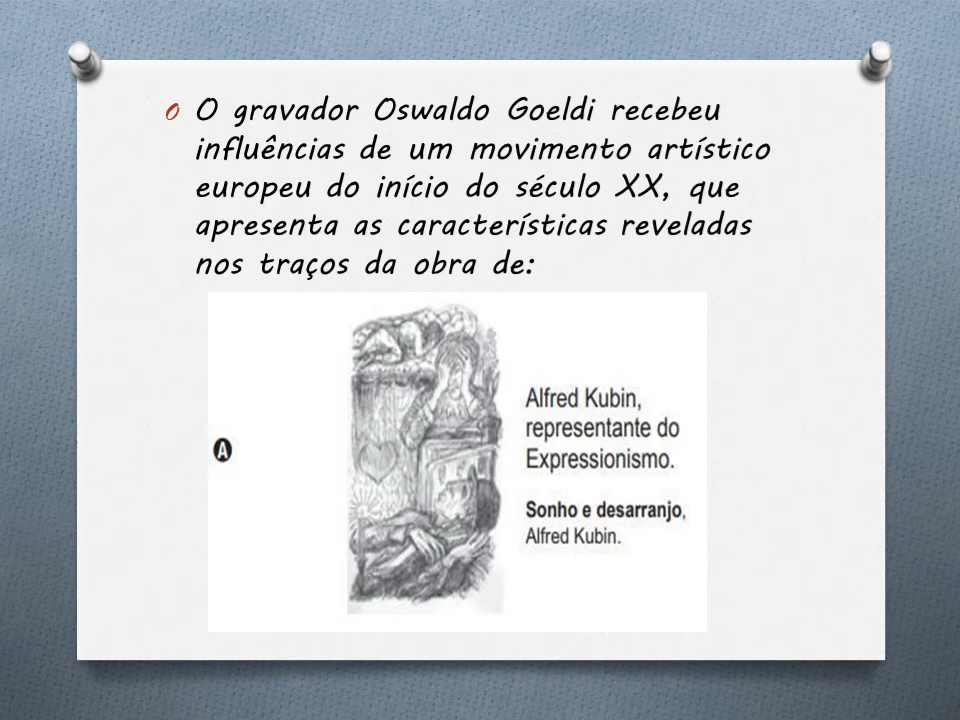 O gravador Oswaldo Goeldi recebeu
influências de um movimento artístico
europeu do início do século XX, que
apresenta as características reveladas
nos traços da obra de:
A
Alfred Kubin,
representante do
Expressionismo.
Sonho e desarranjo,
Alfred Kubin.